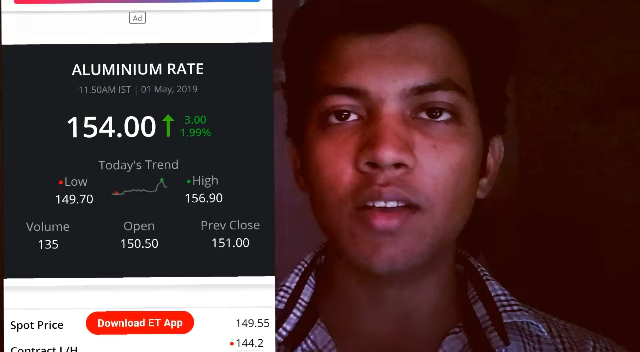 Ad
ALUMINIUM RATE
11.50AM IST | 01 May, 2019
154.00 3.00
1.99%
Today's Trend
Low High
149.70 156.90
Volume Open Prev Close
135 150.50 151.00
Spot Price Download ET App 149.55
Contract L/H 144.2